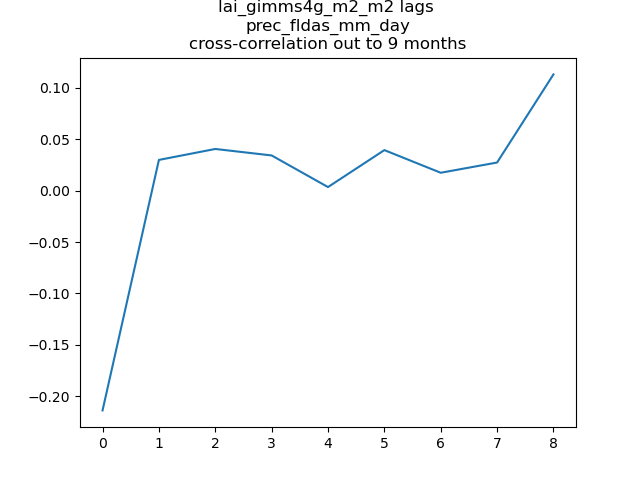 lai_gimms4g_m2_m2 lags
prec_fldas_mm_day
cross-correlation out to 9 months
0.10
0.05
0.00
−0.05
−0.10
−0.15
−0.20
0 1 2 3 4 5 6 7 8